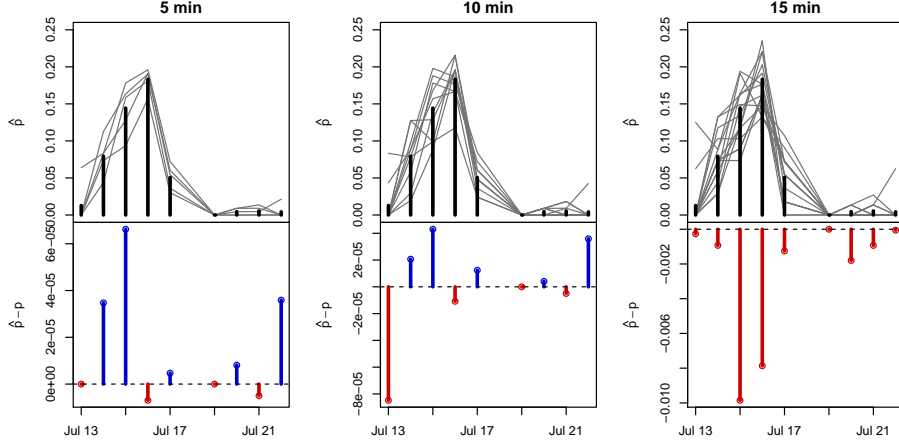 5 min
10 min
15 min
p̂
0.00
0.05
0.10
0.15
0.20
0.25
p̂
0.00
0.05
0.10
0.15
0.20
0.25
p̂
0.00
0.05
0.10
0.15
0.20
0.25
p̂ − p
0e+00
2e−05
4e−05
6e−05
p̂ − p
−8e−05
−2e−05
2e−05
p̂ − p
−0.010
−0.006
−0.002
Jul 13
Jul 17
Jul 21
Jul 13
Jul 17
Jul 21
Jul 13
Jul 17
Jul 21